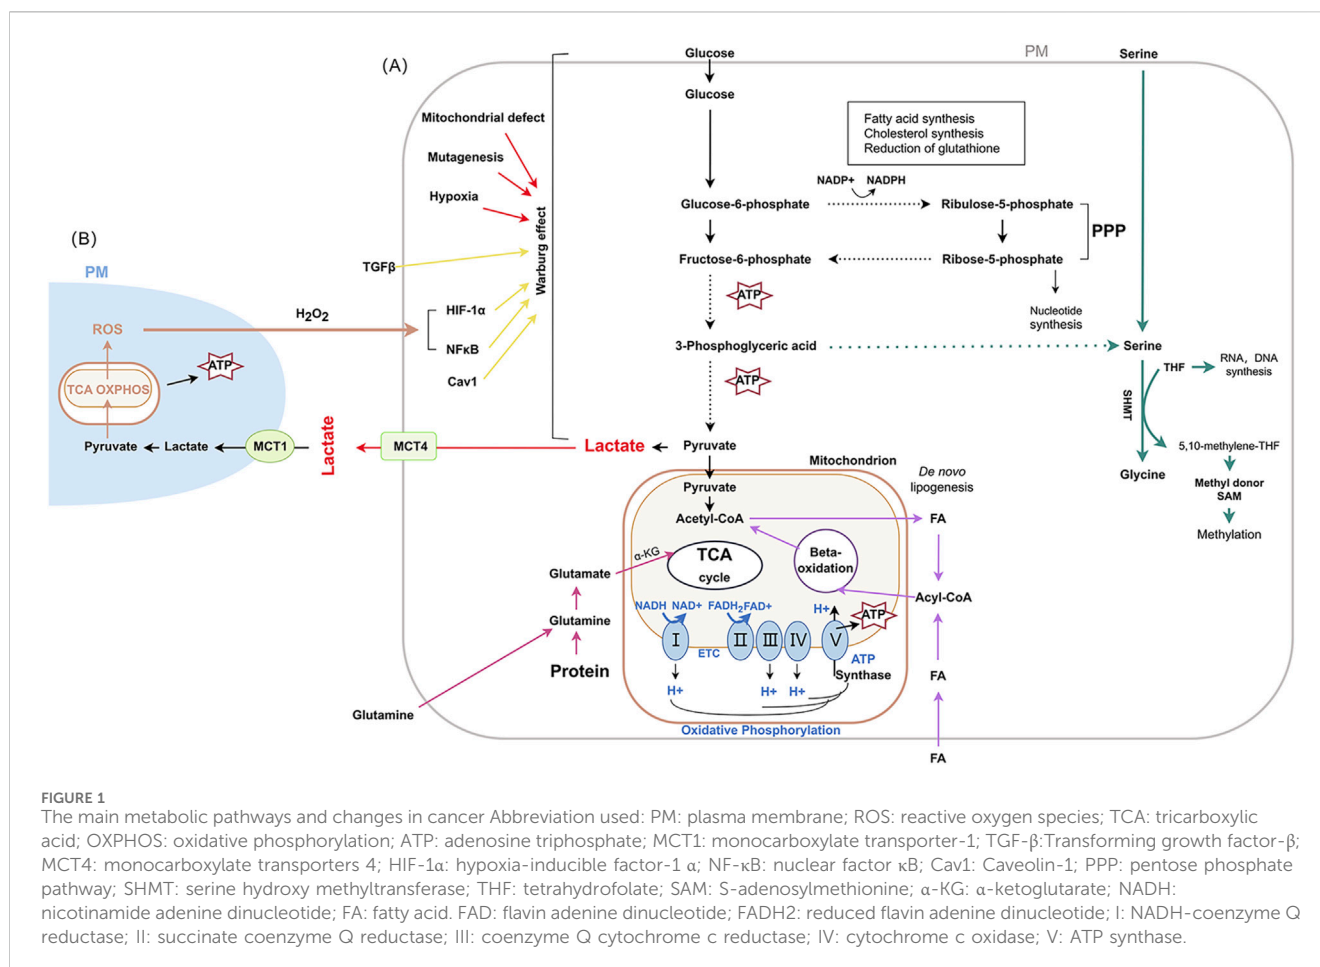 (A)
Glucose
PM
Serine
Glucose
Mitochondrial defect
Mutagenesis
Hypoxia
Warburg effect
TGFβ
HIF-1α
NFκB
Cav1
Fatty acid synthesis
Cholesterol synthesis
Reduction of glutathione
NADP+ NADPH
Glucose-6-phosphate
Ribulose-5-phosphate
PPP
Fructose-6-phosphate
Ribose-5-phosphate
ATP
Nucleotide
synthesis
3-Phosphoglyceric acid
Serine
ATP
THF
RNA, DNA
synthesis
SHMT
5,10-methylene-THF
Glycine
Methyl donor
SAM
Methylation
(B)
PM
H2O2
ROS
ATP
TCA OXPHOS
Pyruvate
Lactate
MCT1
Lactate
MCT4
Lactate
Pyruvate
Mitochondrion
De novo
lipogenesis
Pyruvate
Acetyl-CoA
FA
α-KG
TCA
cycle
Beta-
oxidation
Glutamate
Acyl-CoA
NADH NAD+ FADH2FAD+
H+
ATP
Glutamine
I
II
III
IV
V
ETC
ATP
Synthase
Protein
FA
H+
H+
H+
Glutamine
Oxidative Phosphorylation
FA
FIGURE 1
The main metabolic pathways and changes in cancer Abbreviation used: PM: plasma membrane; ROS: reactive oxygen species; TCA: tricarboxylic
acid; OXPHOS: oxidative phosphorylation; ATP: adenosine triphosphate; MCT1: monocarboxylate transporter-1; TGF-β:Transforming growth factor-β;
MCT4: monocarboxylate transporters 4; HIF-1α: hypoxia-inducible factor-1 α; NF-κB: nuclear factor κB; Cav1: Caveolin-1; PPP: pentose phosphate
pathway; SHMT: serine hydroxy methyltransferase; THF: tetrahydrofolate; SAM: S-adenosylmethionine; α-KG: α-ketoglutarate; NADH:
nicotinamide adenine dinucleotide; FA: fatty acid. FAD: flavin adenine dinucleotide; FADH2: reduced flavin adenine dinucleotide; I: NADH-coenzyme Q
reductase; II: succinate coenzyme Q reductase; III: coenzyme Q cytochrome c reductase; IV: cytochrome c oxidase; V: ATP synthase.